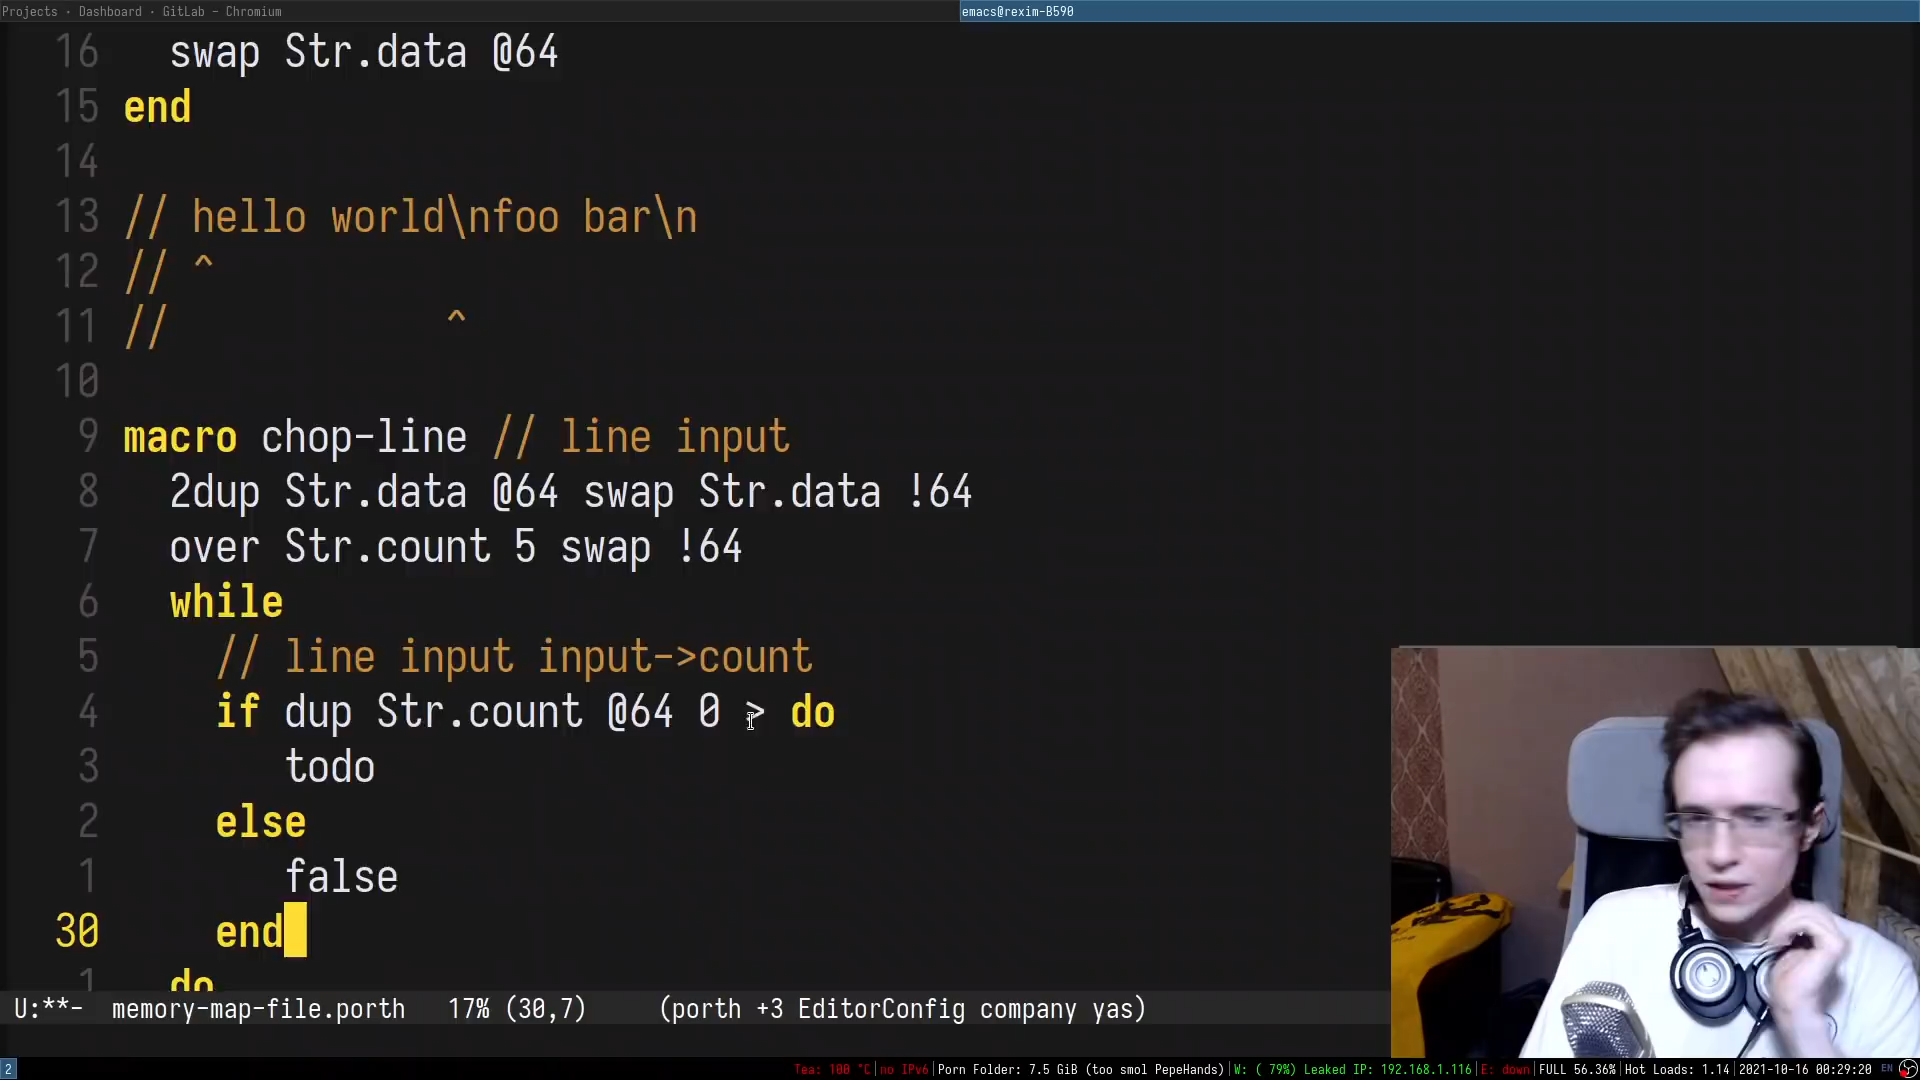 Projects · Dashboard · GitLab - Chromium
emacs@rexim-B590
16 swap Str.data @64
15 end
14
13 // hello world\nfoo bar\n
12 // ^
11 // ^
10
9 macro chop-line // line input
8 2dup Str.data @64 swap Str.data !64
7 over Str.count 5 swap !64
6 while
5 // line input input->count
4 if dup Str.count @64 0 > do
3 todo
2 else
1 false
30 end
1 do
U:**- memory-map-file.porth 17% (30,7) (porth +3 EditorConfig company yas)
2 Tea: 100 °C|no IPv6|Porn Folder: 7.5 GiB (too smol PepeHands)|W: ( 79%) Leaked IP: 192.168.1.116|E: down|FULL 56.36%|Hot Loads: 1.14|2021-10-16 00:29:20 EN